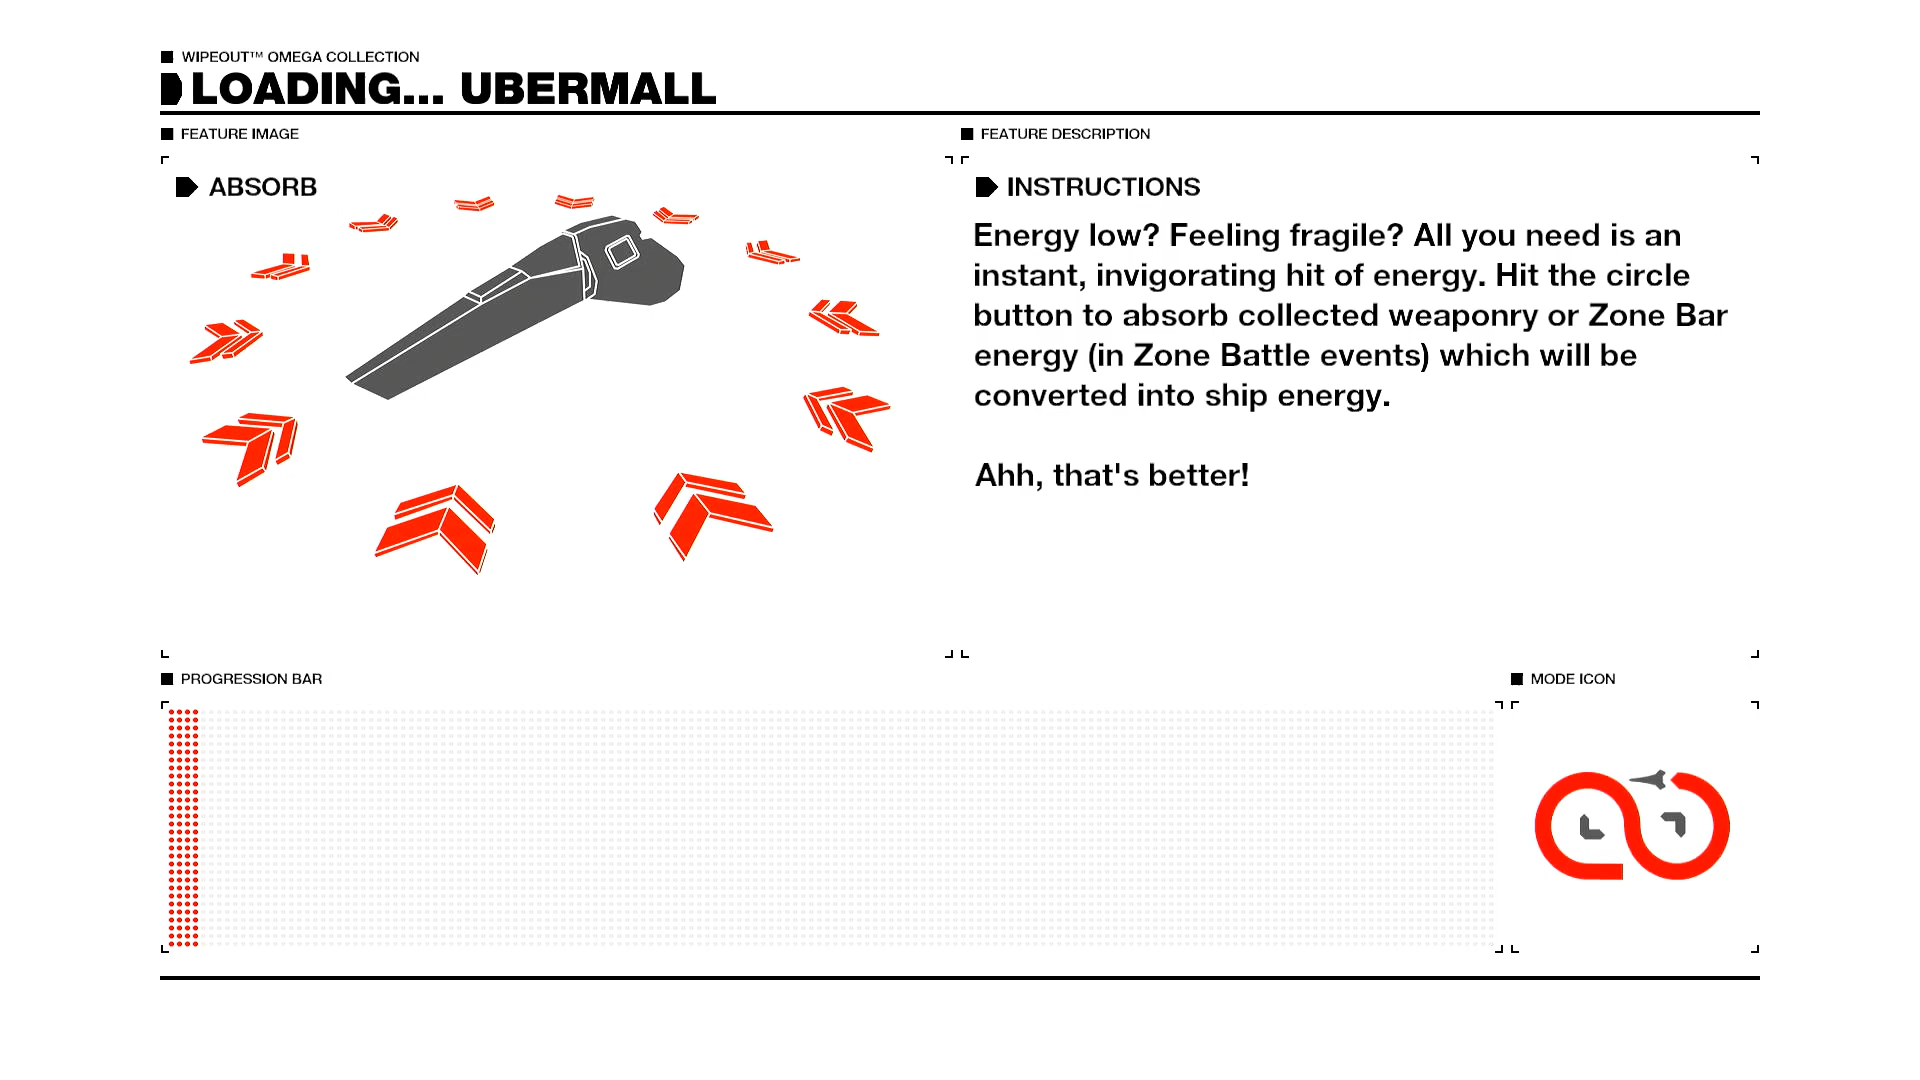 WIPEOUT™ OMEGA COLLECTION
LOADING... UBERMALL
FEATURE IMAGE
ABSORB
FEATURE DESCRIPTION
INSTRUCTIONS
Energy low? Feeling fragile? All you need is an
instant, invigorating hit of energy. Hit the circle
button to absorb collected weaponry or Zone Bar
energy (in Zone Battle events) which will be
converted into ship energy.
Ahh, that's better!
PROGRESSION BAR
MODE ICON